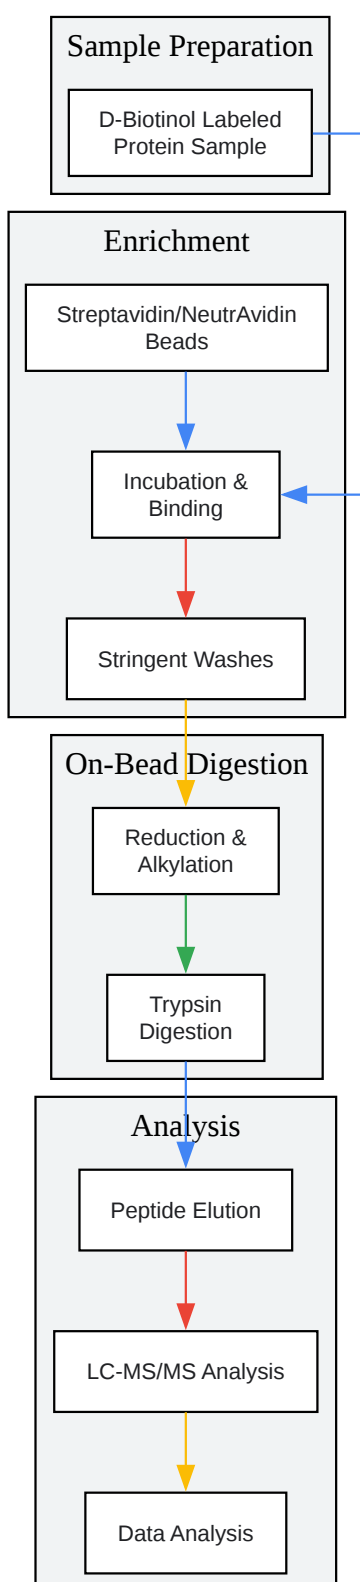 Sample Preparation
D-Biotinol Labeled
Protein Sample
Enrichment
Streptavidin/NeutrAvidin
Beads
Incubation &
Binding
Stringent Washes
On-Bead Digestion
Reduction &
Alkylation
Trypsin
Digestion
Analysis
Peptide Elution
LC-MS/MS Analysis
Data Analysis